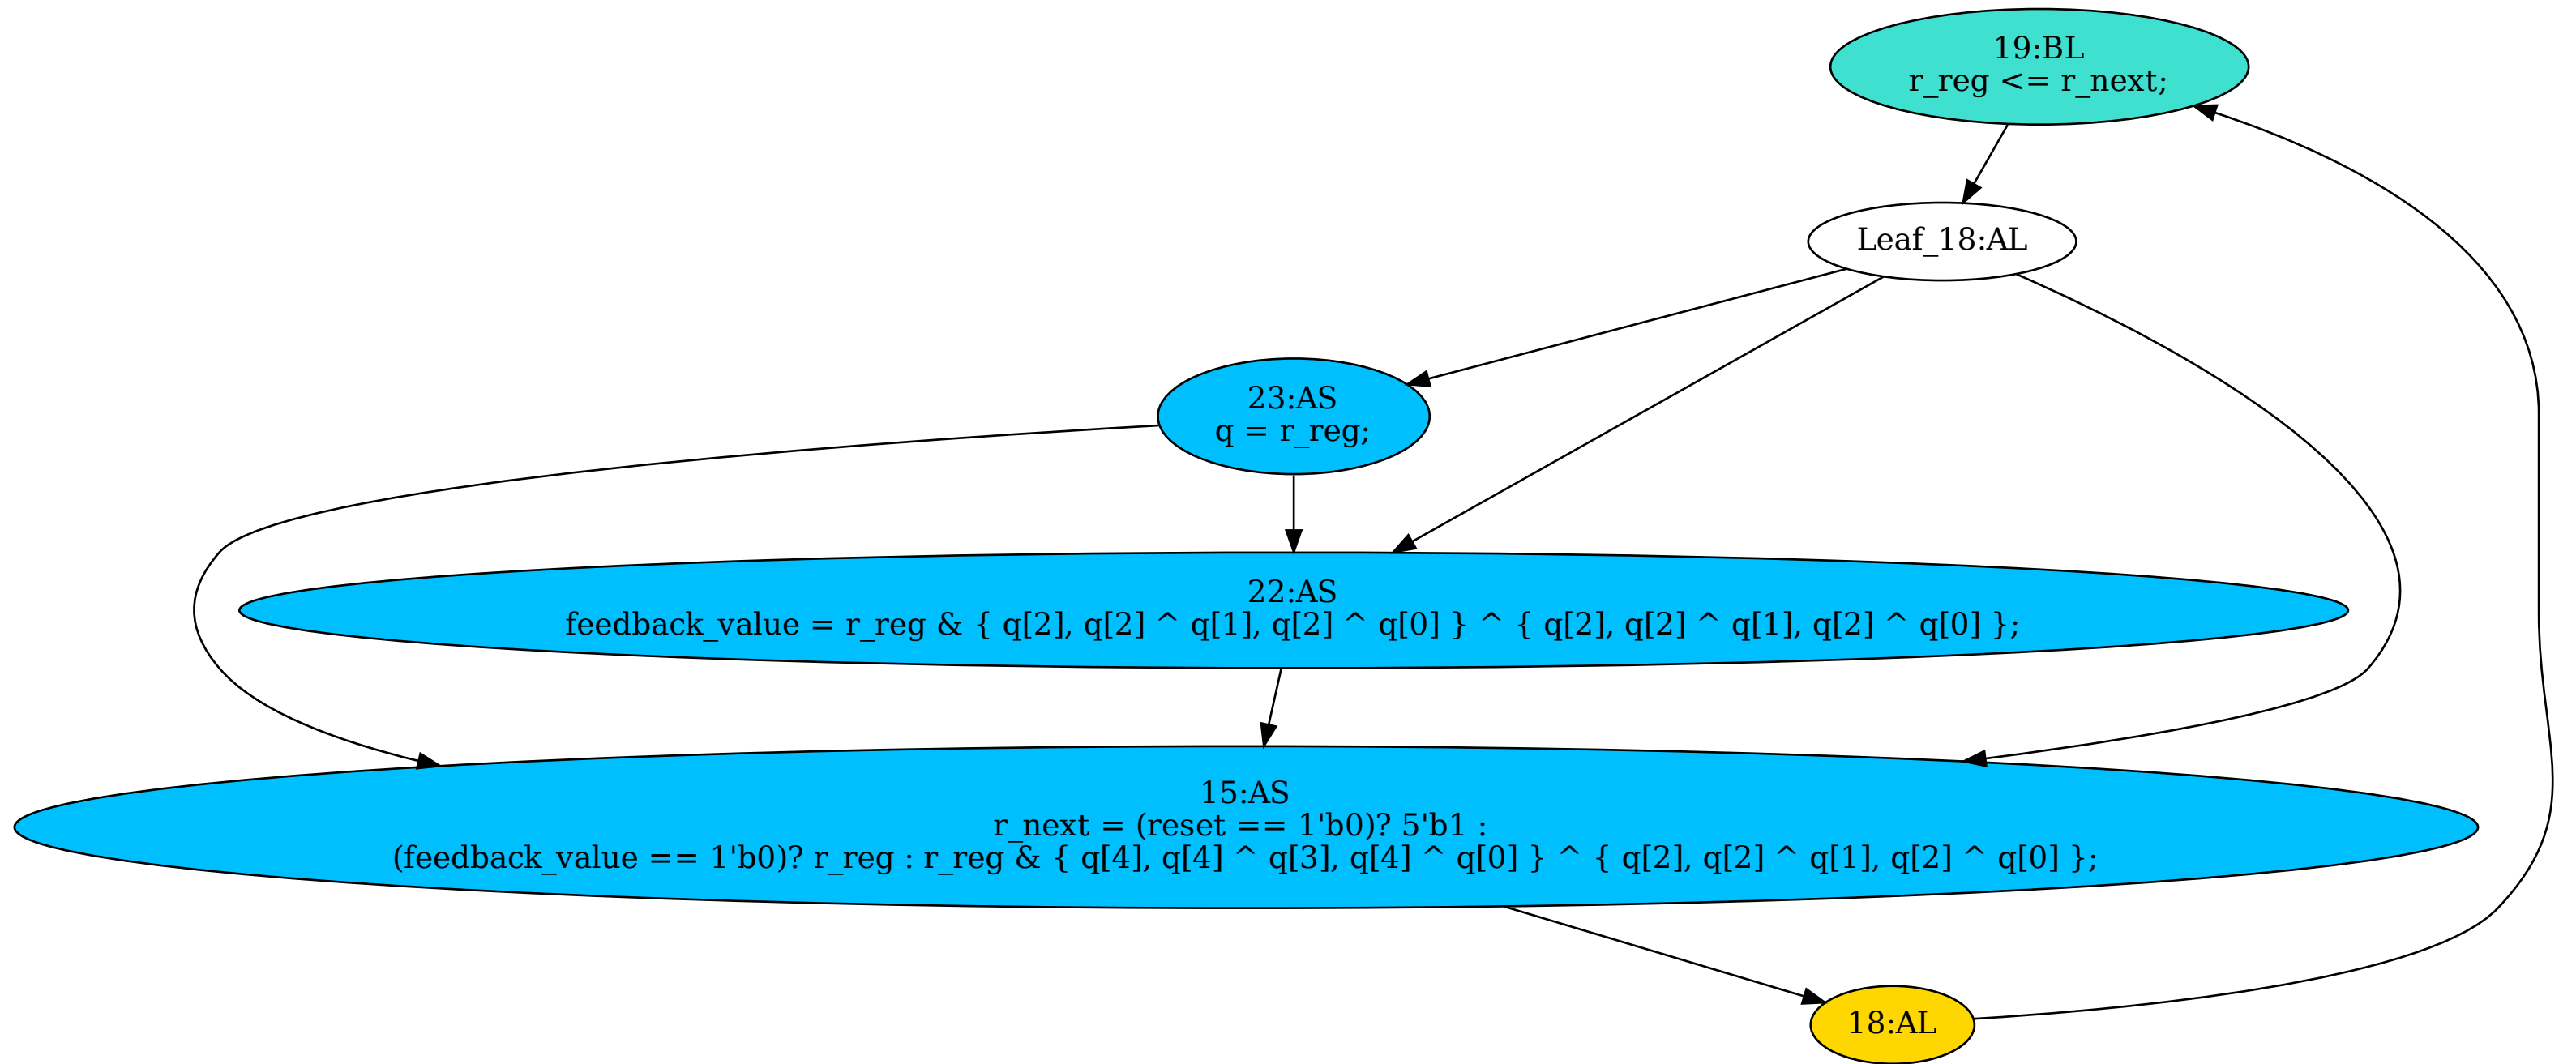 19:BL
r_reg <= r_next;
Leaf_18:AL
23:AS
q = r_reg;
22:AS
feedback_value = r_reg & { q[2], q[2] ^ q[1], q[2] ^ q[0] } ^ { q[2], q[2] ^ q[1], q[2] ^ q[0] };
15:AS
r_next = (reset == 1'b0)? 5'b1 :
(feedback_value == 1'b0)? r_reg : r_reg & { q[4], q[4] ^ q[3], q[4] ^ q[0] } ^ { q[2], q[2] ^ q[1], q[2] ^ q[0] };
18:AL